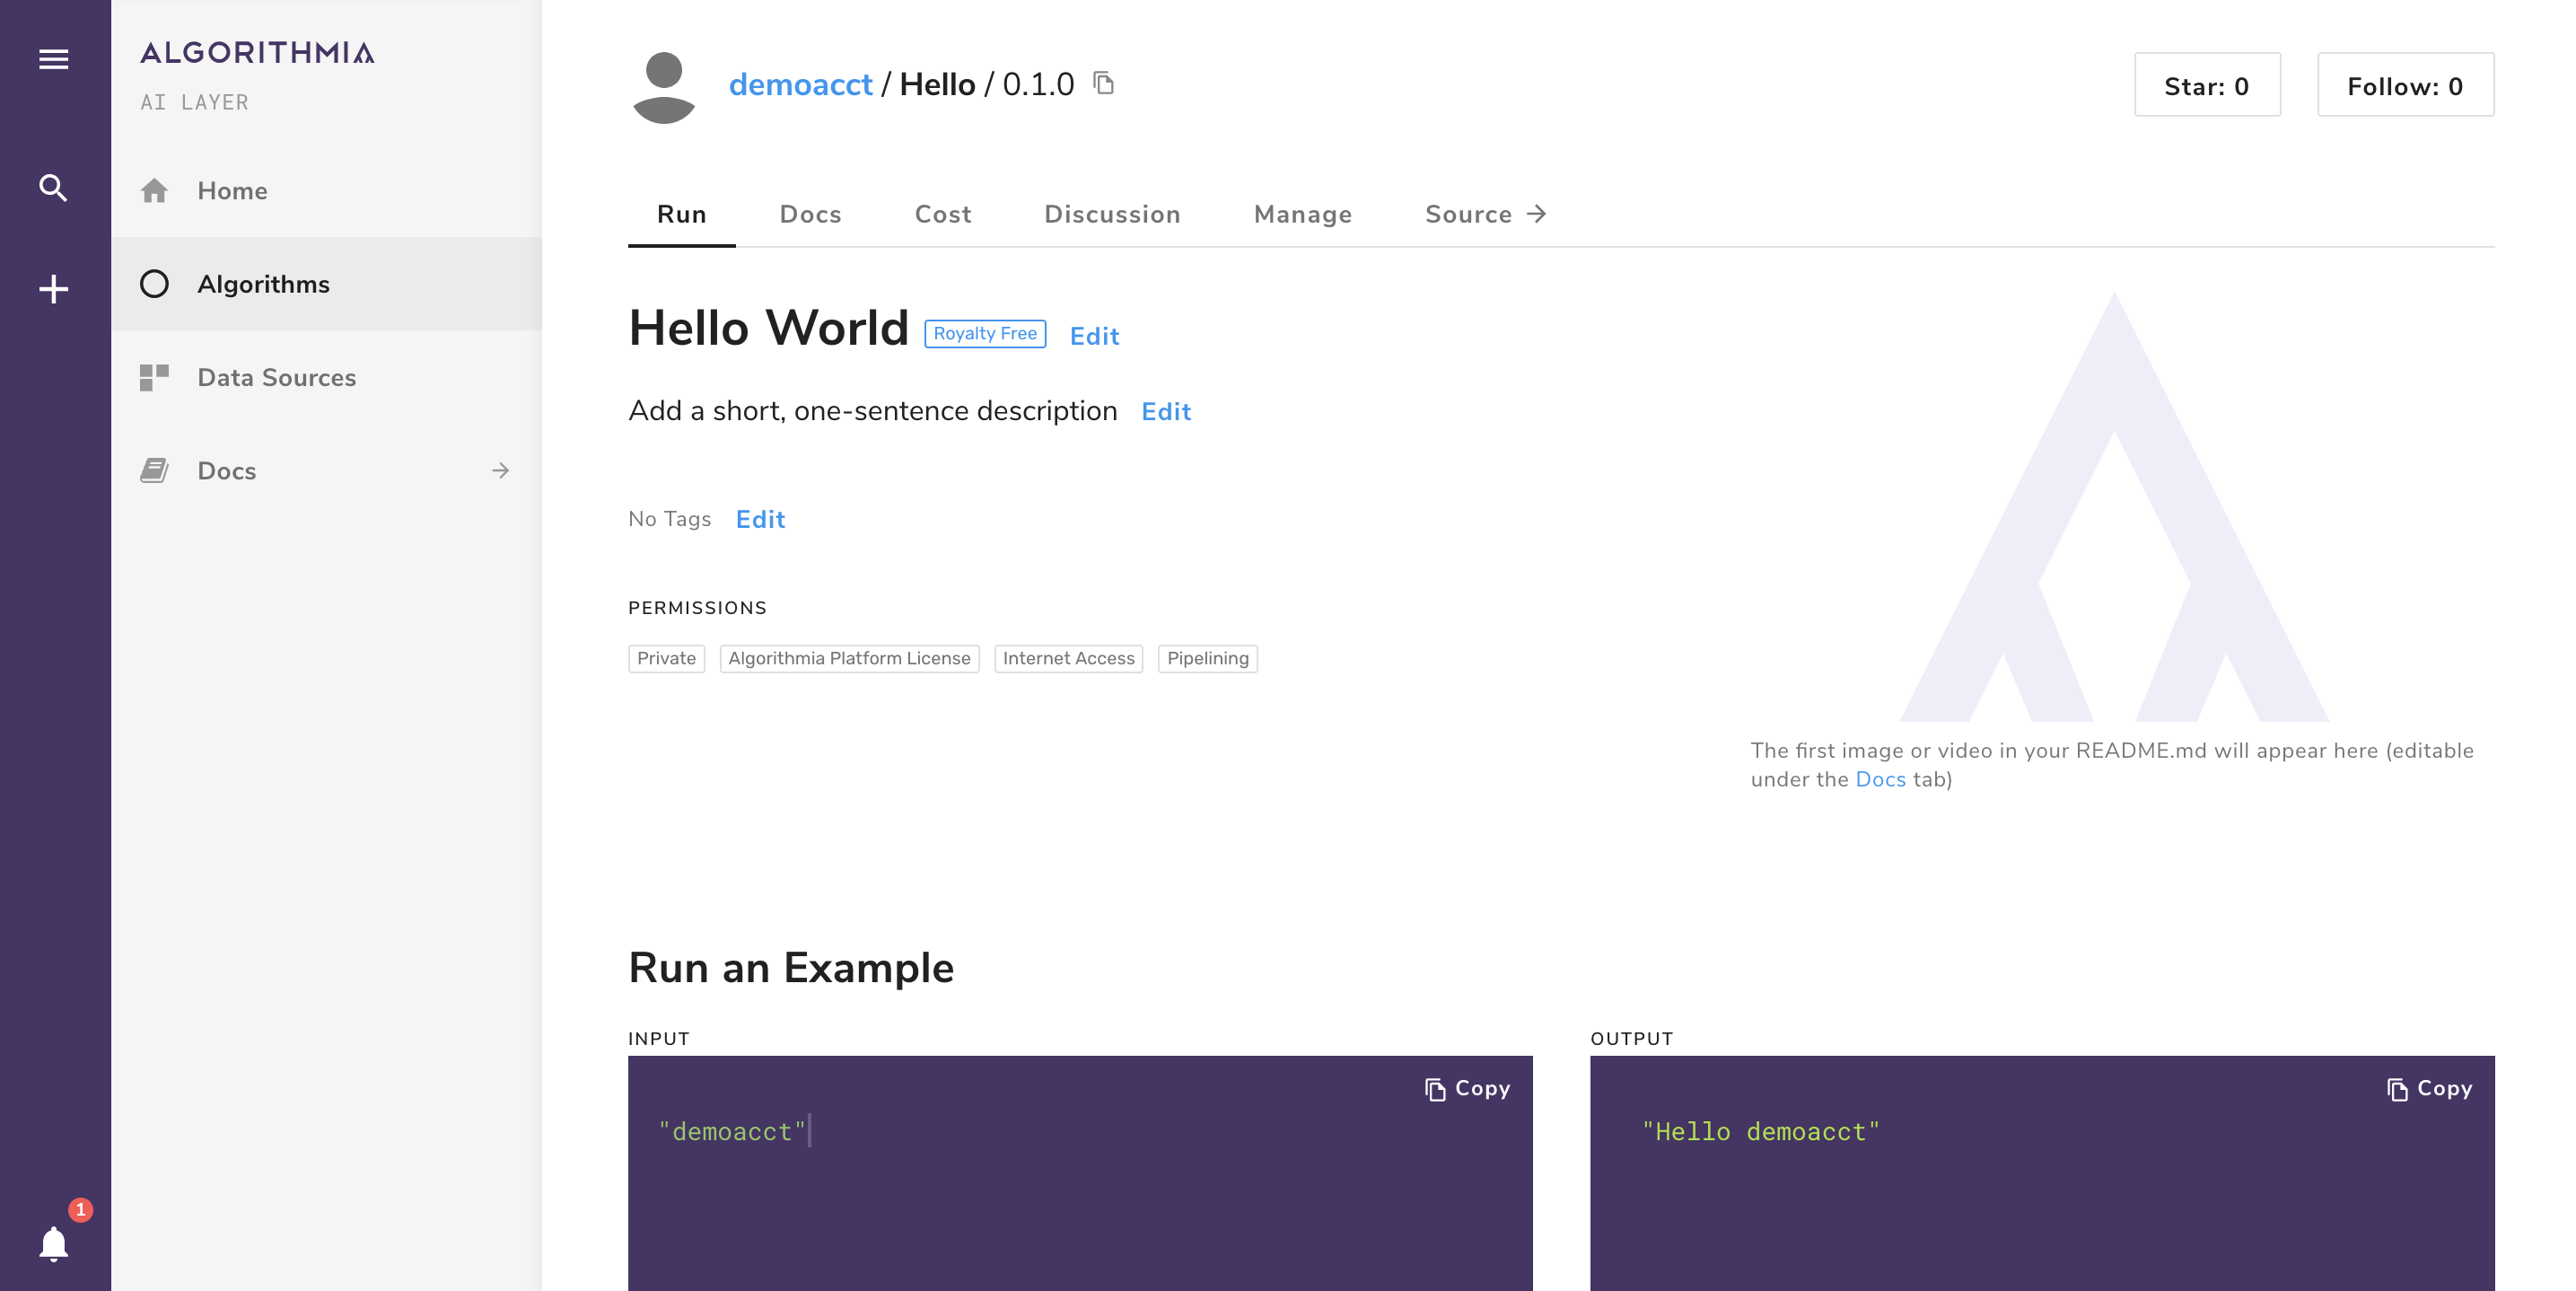 ALGORITHMIA
AI LAYER
Home
Algorithms
Data Sources
Docs
1
demoacct / Hello / 0.1.0
Star: 0
Follow: 0
Run Docs Cost Discussion Manage Source
Hello World Royalty Free Edit
Add a short, one-sentence description Edit
No Tags Edit
PERMISSIONS
Private Algorithmia Platform License Internet Access Pipelining
The first image or video in your README.md will appear here (editable
under the Docs tab)
Run an Example
INPUT
Copy
"demoacct"
OUTPUT
Copy
"Hello demoacct"